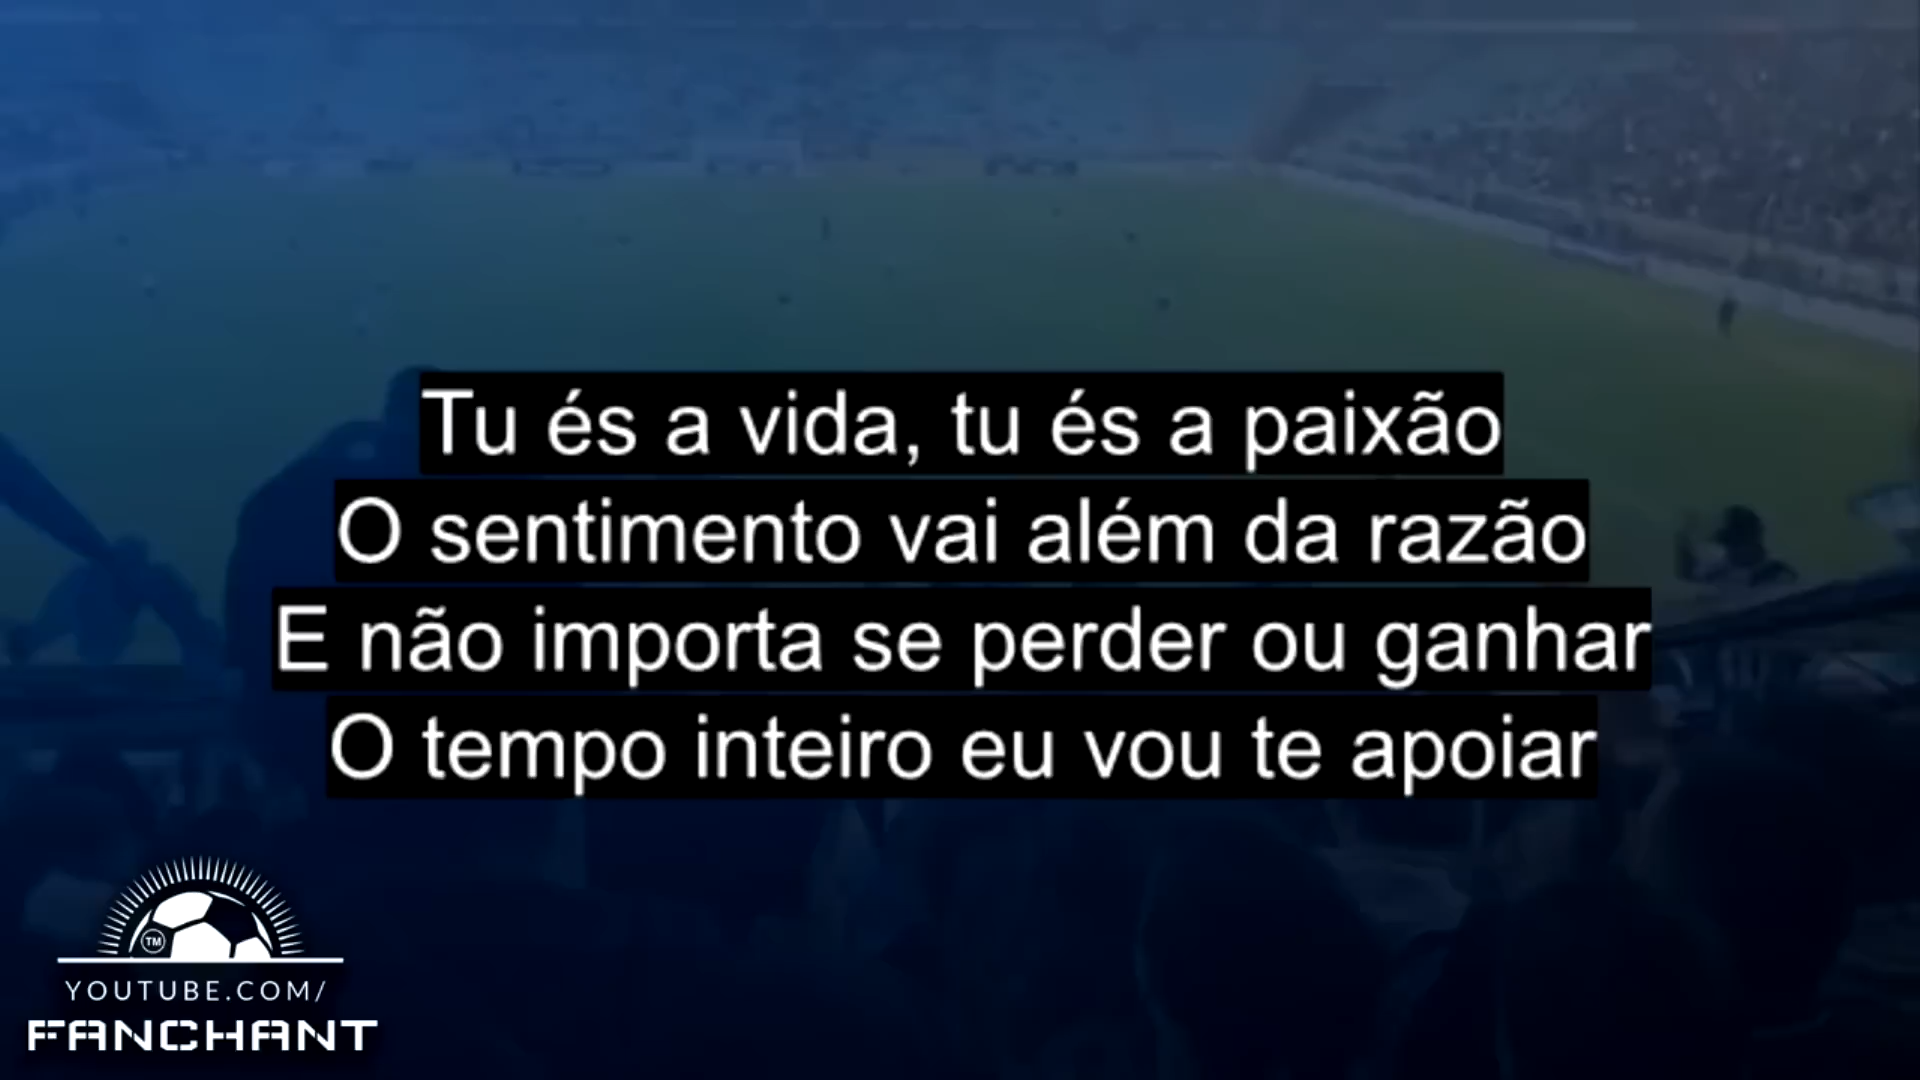 Tu és a vida, tu és a paixão
O sentimento vai além da razão
E não importa se perder ou ganhar
O tempo inteiro eu vou te apoiar
TM
YOUTUBE.COM/
FANCHANT